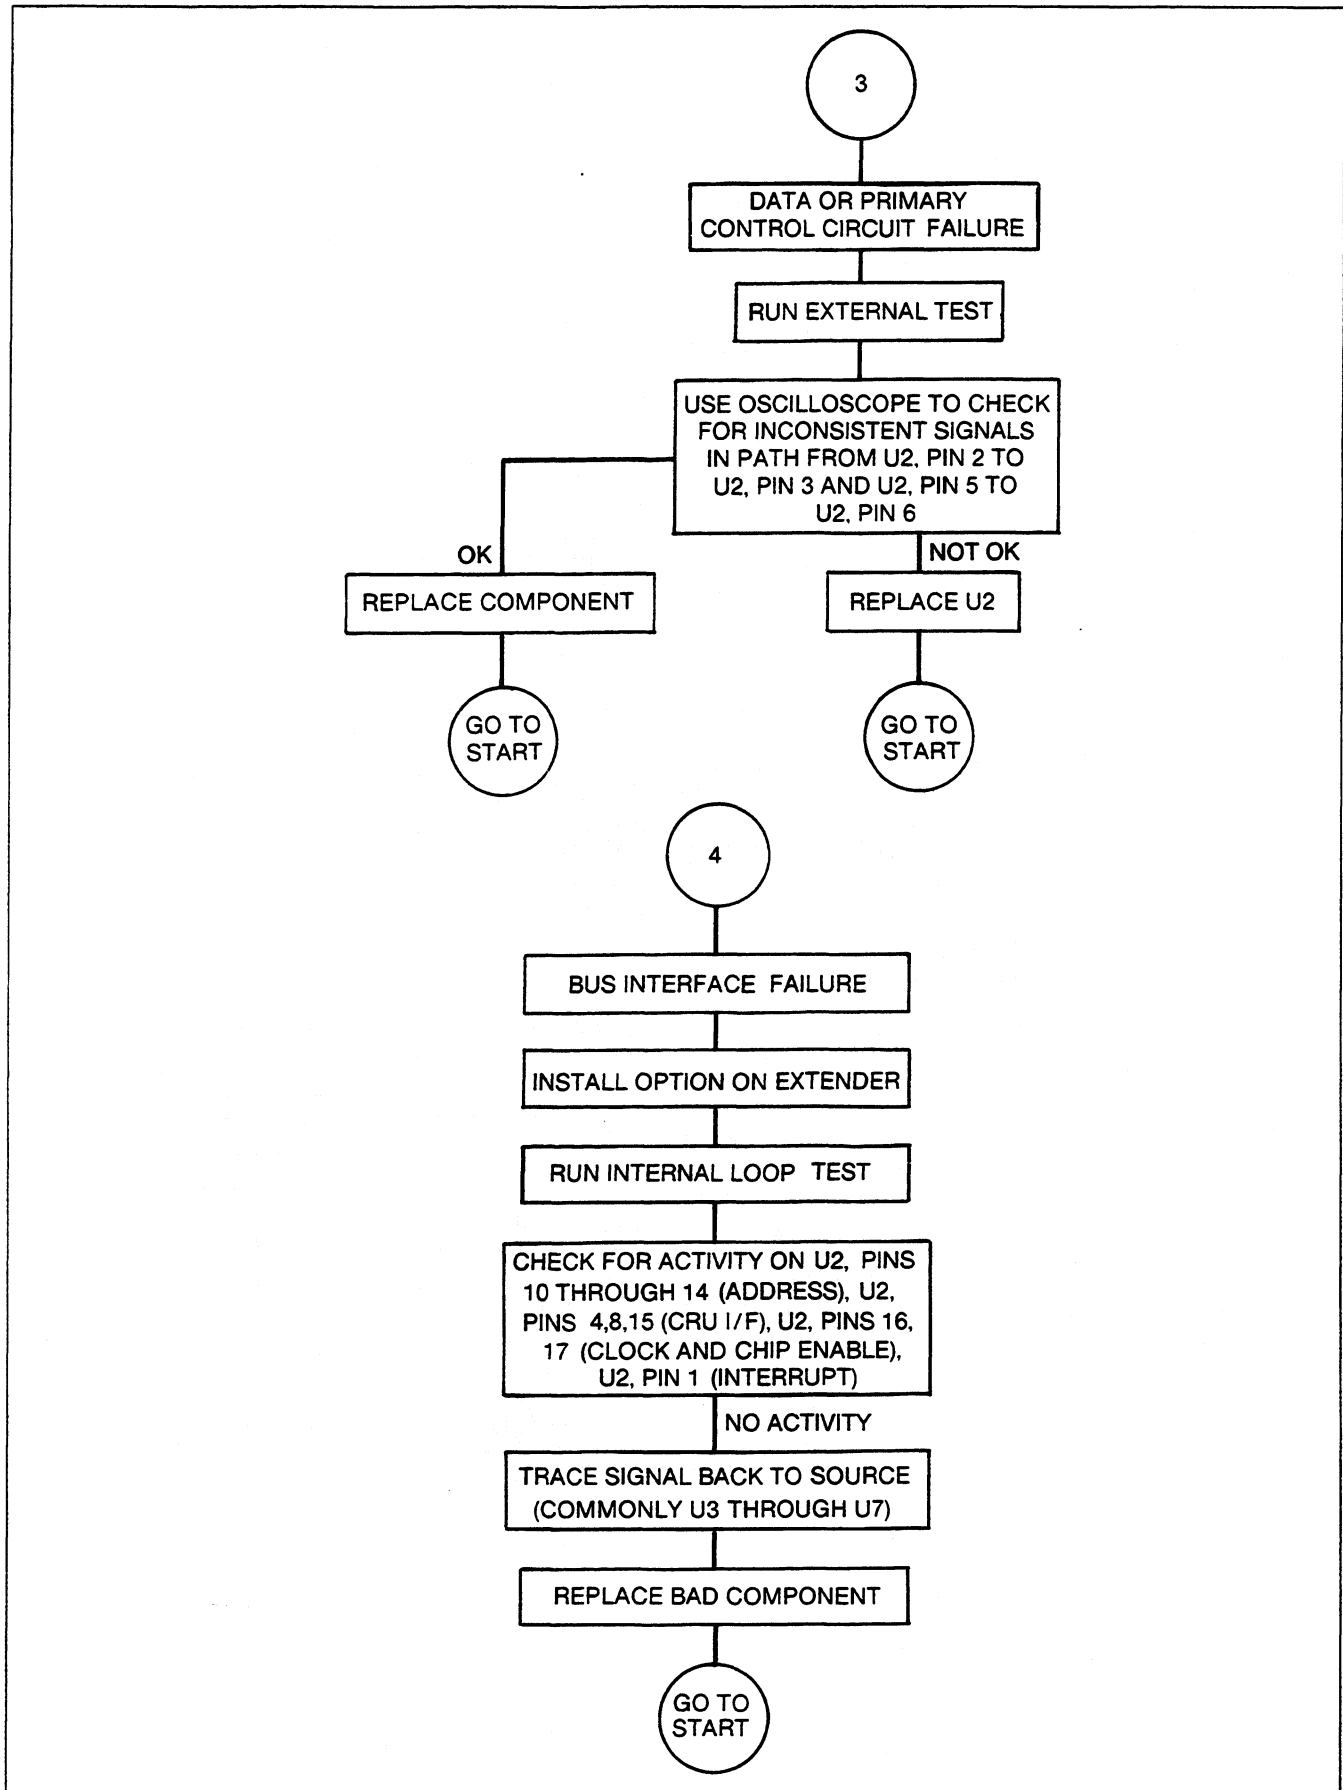 3
DATA OR PRIMARY
CONTROL CIRCUIT FAILURE
RUN EXTERNAL TEST
USE OSCILLOSCOPE TO CHECK
FOR INCONSISTENT SIGNALS
IN PATH FROM U2, PIN 2 TO
U2, PIN 3 AND U2, PIN 5 TO
U2, PIN 6
OK
NOT OK
REPLACE COMPONENT
REPLACE U2
GO TO
START
GO TO
START
4
BUS INTERFACE FAILURE
INSTALL OPTION ON EXTENDER
RUN INTERNAL LOOP TEST
CHECK FOR ACTIVITY ON U2, PINS
10 THROUGH 14 (ADDRESS), U2,
PINS 4,8,15 (CRU I/F), U2, PINS 16,
17 (CLOCK AND CHIP ENABLE),
U2, PIN 1 (INTERRUPT)
NO ACTIVITY
TRACE SIGNAL BACK TO SOURCE
(COMMONLY U3 THROUGH U7)
REPLACE BAD COMPONENT
GO TO
START